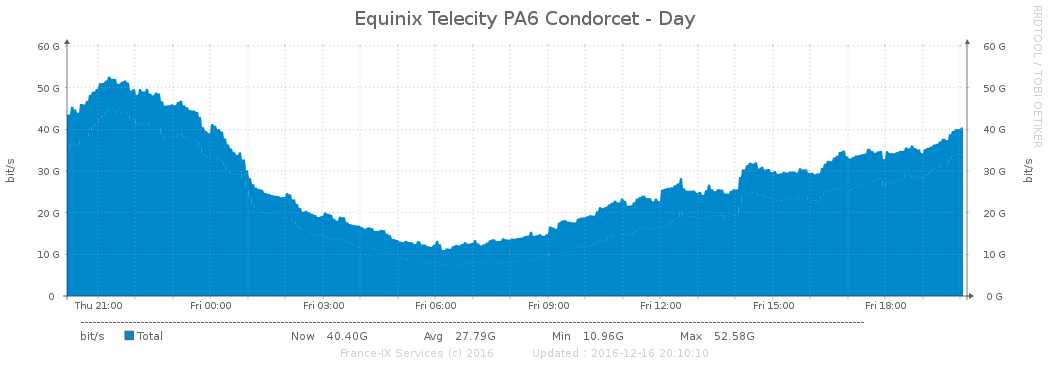 Equinix Telecity PA6 Condorcet - Day
RRDTOOL / TOBI OETIKER
60 G 60 G
50 G 50 G
40 G 40 G
30 G 30 G
20 G 20 G
10 G 10 G
0 0 G
bit/s
bit/s
Thu 21:00 Fri 00:00 Fri 03:00 Fri 06:00 Fri 09:00 Fri 12:00 Fri 15:00 Fri 18:00
bit/s Total Now 40.40G Avg 27.79G Min 10.96G Max 52.58G
France-IX Services (c) 2016 Updated : 2016-12-16 20:10:10